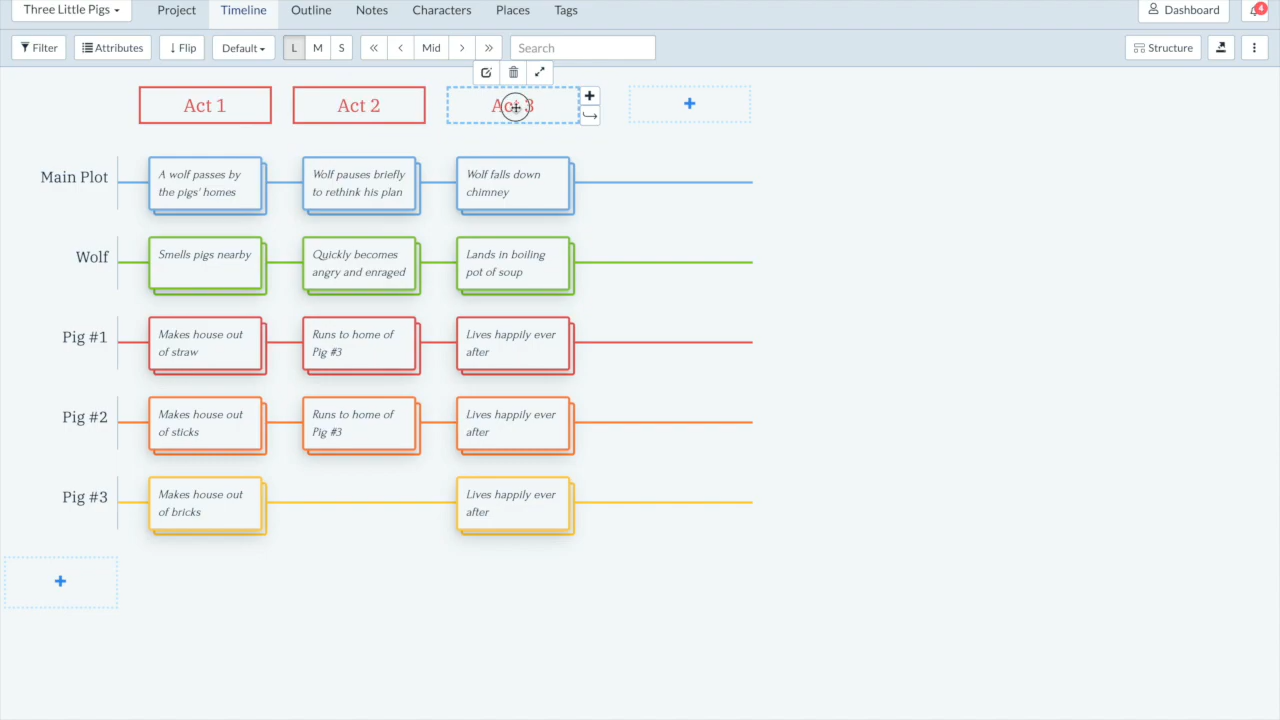 Three Little Pigs
Project
Timeline
Outline
Notes
Characters
Places
Tags
Dashboard
4
Filter
Attributes
Flip
Default
L
M
S
Mid
Search
Structure
Act 1
Act 2
Act 3
Main Plot
A wolf passes by
the pigs' homes
Wolf pauses briefly
to rethink his plan
Wolf falls down
chimney
Wolf
Smells pigs nearby
Quickly becomes
angry and enraged
Lands in boiling
pot of soup
Pig #1
Makes house out
of straw
Runs to home of
Pig #3
Lives happily ever
after
Pig #2
Makes house out
of sticks
Runs to home of
Pig #3
Lives happily ever
after
Pig #3
Makes house out
of bricks
Lives happily ever
after